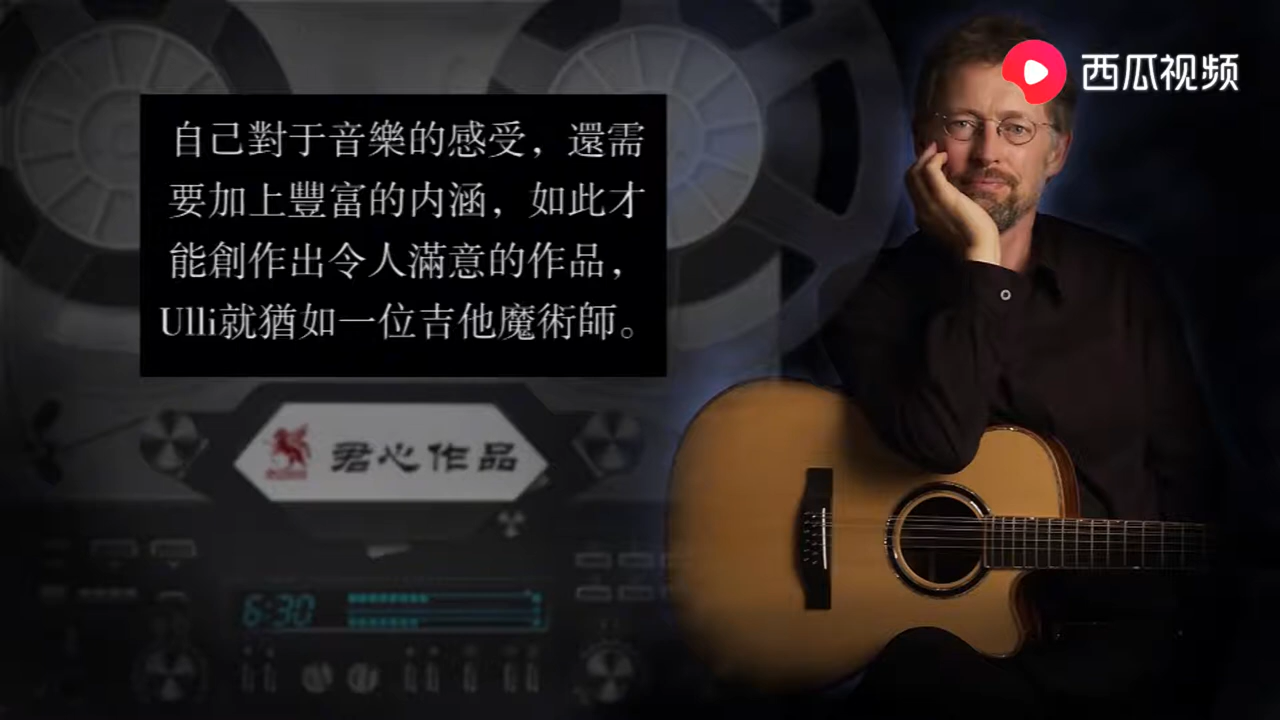 西瓜视频
自己對于音樂的感受，還需
要加上豐富的内涵，如此才
能創作出令人滿意的作品，
Ulli就猶如一位吉他魔術師。
君心作品
6:30